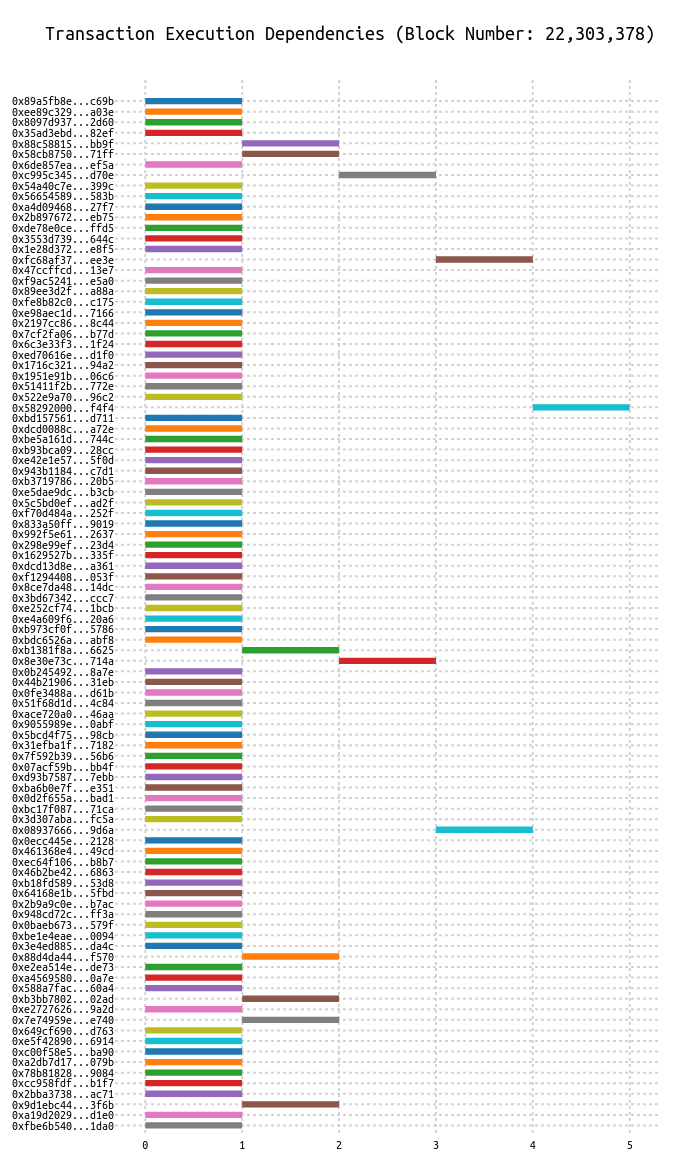 Transaction Execution Dependencies (Block Number: 22,303,378)
0x89a5fb8e...c69b
0xee89c329...a03e
0x8097d937...2d60
0x35ad3ebd...82ef
0x88c58815...bb9f
0x58cb8750...71ff
0x6de857ea...ef5a
0xc995c345...d70e
0x54a40c7e...399c
0x56654589...583b
0xa4d09468...27f7
0x2b897672...eb75
0xde78e0ce...ffd5
0x3553d739...644c
0x1e28d372...e8f5
0xfc68af37...ee3e
0x47ccffcd...13e7
0xf9ac5241...e5a0
0x89ee3d2f...a88a
0xfe8b82c0...c175
0xe98aec1d...7166
0x2197cc86...8c44
0x7cf2fa06...b77d
0x6c3e33f3...1f24
0xed70616e...d1f0
0x1716c321...94a2
0x1951e91b...06c6
0x51411f2b...772e
0x522e9a70...96c2
0x58292000...f4f4
0xbd157561...d711
0xdcd0088c...a72e
0xbe5a161d...744c
0xb93bca09...28cc
0xe42e1e57...5f0d
0x943b1184...c7d1
0xb3719786...20b5
0xe5dae9dc...b3cb
0x5c5bd0ef...ad2f
0xf70d484a...252f
0x833a50ff...9019
0x992f5e61...2637
0x298e99ef...23d4
0x1629527b...335f
0xdcd13d8e...a361
0xf1294408...053f
0x8ce7da48...14dc
0x3bd67342...ccc7
0xe252cf74...1bcb
0xe4a609f6...20a6
0xb973cf0f...5786
0xbdc6526a...abf8
0xb1381f8a...6625
0x8e30e73c...714a
0x0b245492...8a7e
0x44b21906...31eb
0x0fe3488a...d61b
0x51f68d1d...4c84
0xace720a0...46aa
0x9055989e...0abf
0x5bcd4f75...98cb
0x31efba1f...7182
0x7f592b39...56b6
0x07acf59b...bb4f
0xd93b7587...7ebb
0xba6b0e7f...e351
0x0d2f655a...bad1
0xbc17f087...71ca
0x3d307aba...fc5a
0x08937666...9d6a
0x0ecc445e...2128
0x461368e4...49cd
0xec64f106...b8b7
0x46b2be42...6863
0xb18fd589...53d8
0x64168e1b...5fbd
0x2b9a9c0e...b7ac
0x948cd72c...ff3a
0x0baeb673...579f
0xbe1e4eae...0094
0x3e4ed885...da4c
0x88d4da44...f570
0xe2ea514e...de73
0xa4569580...0a7e
0x588a7fac...60a4
0xb3bb7802...02ad
0xe2727626...9a2d
0x7e74959e...e740
0x649cf690...d763
0xe5f42890...6914
0xc00f58e5...ba90
0xa2db7d17...079b
0x78b81828...9084
0xcc958fdf...b1f7
0x2bba3738...ac71
0x9d1ebc44...3f6b
0xa19d2029...d1e0
0xfbe6b540...1da0
0 1 2 3 4 5